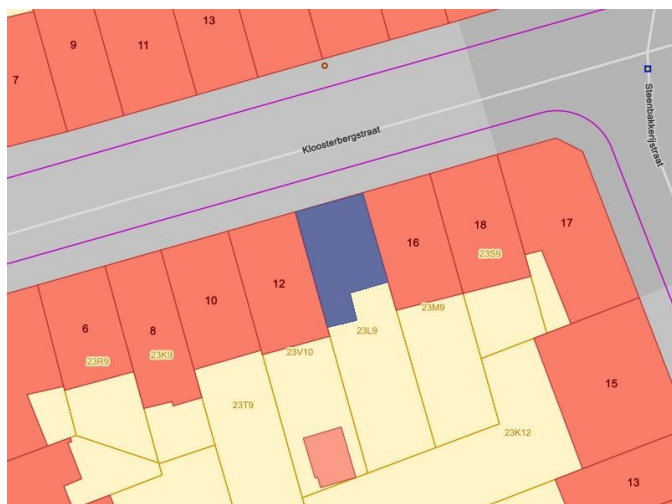 13
9
11
7
Kloosterbergstraat
Steenbakkerijstraat
17
18
16
23S9
12
10
23M9
6
8
23L9
23R9
23K9
23V10
15
23T9
23K12
13